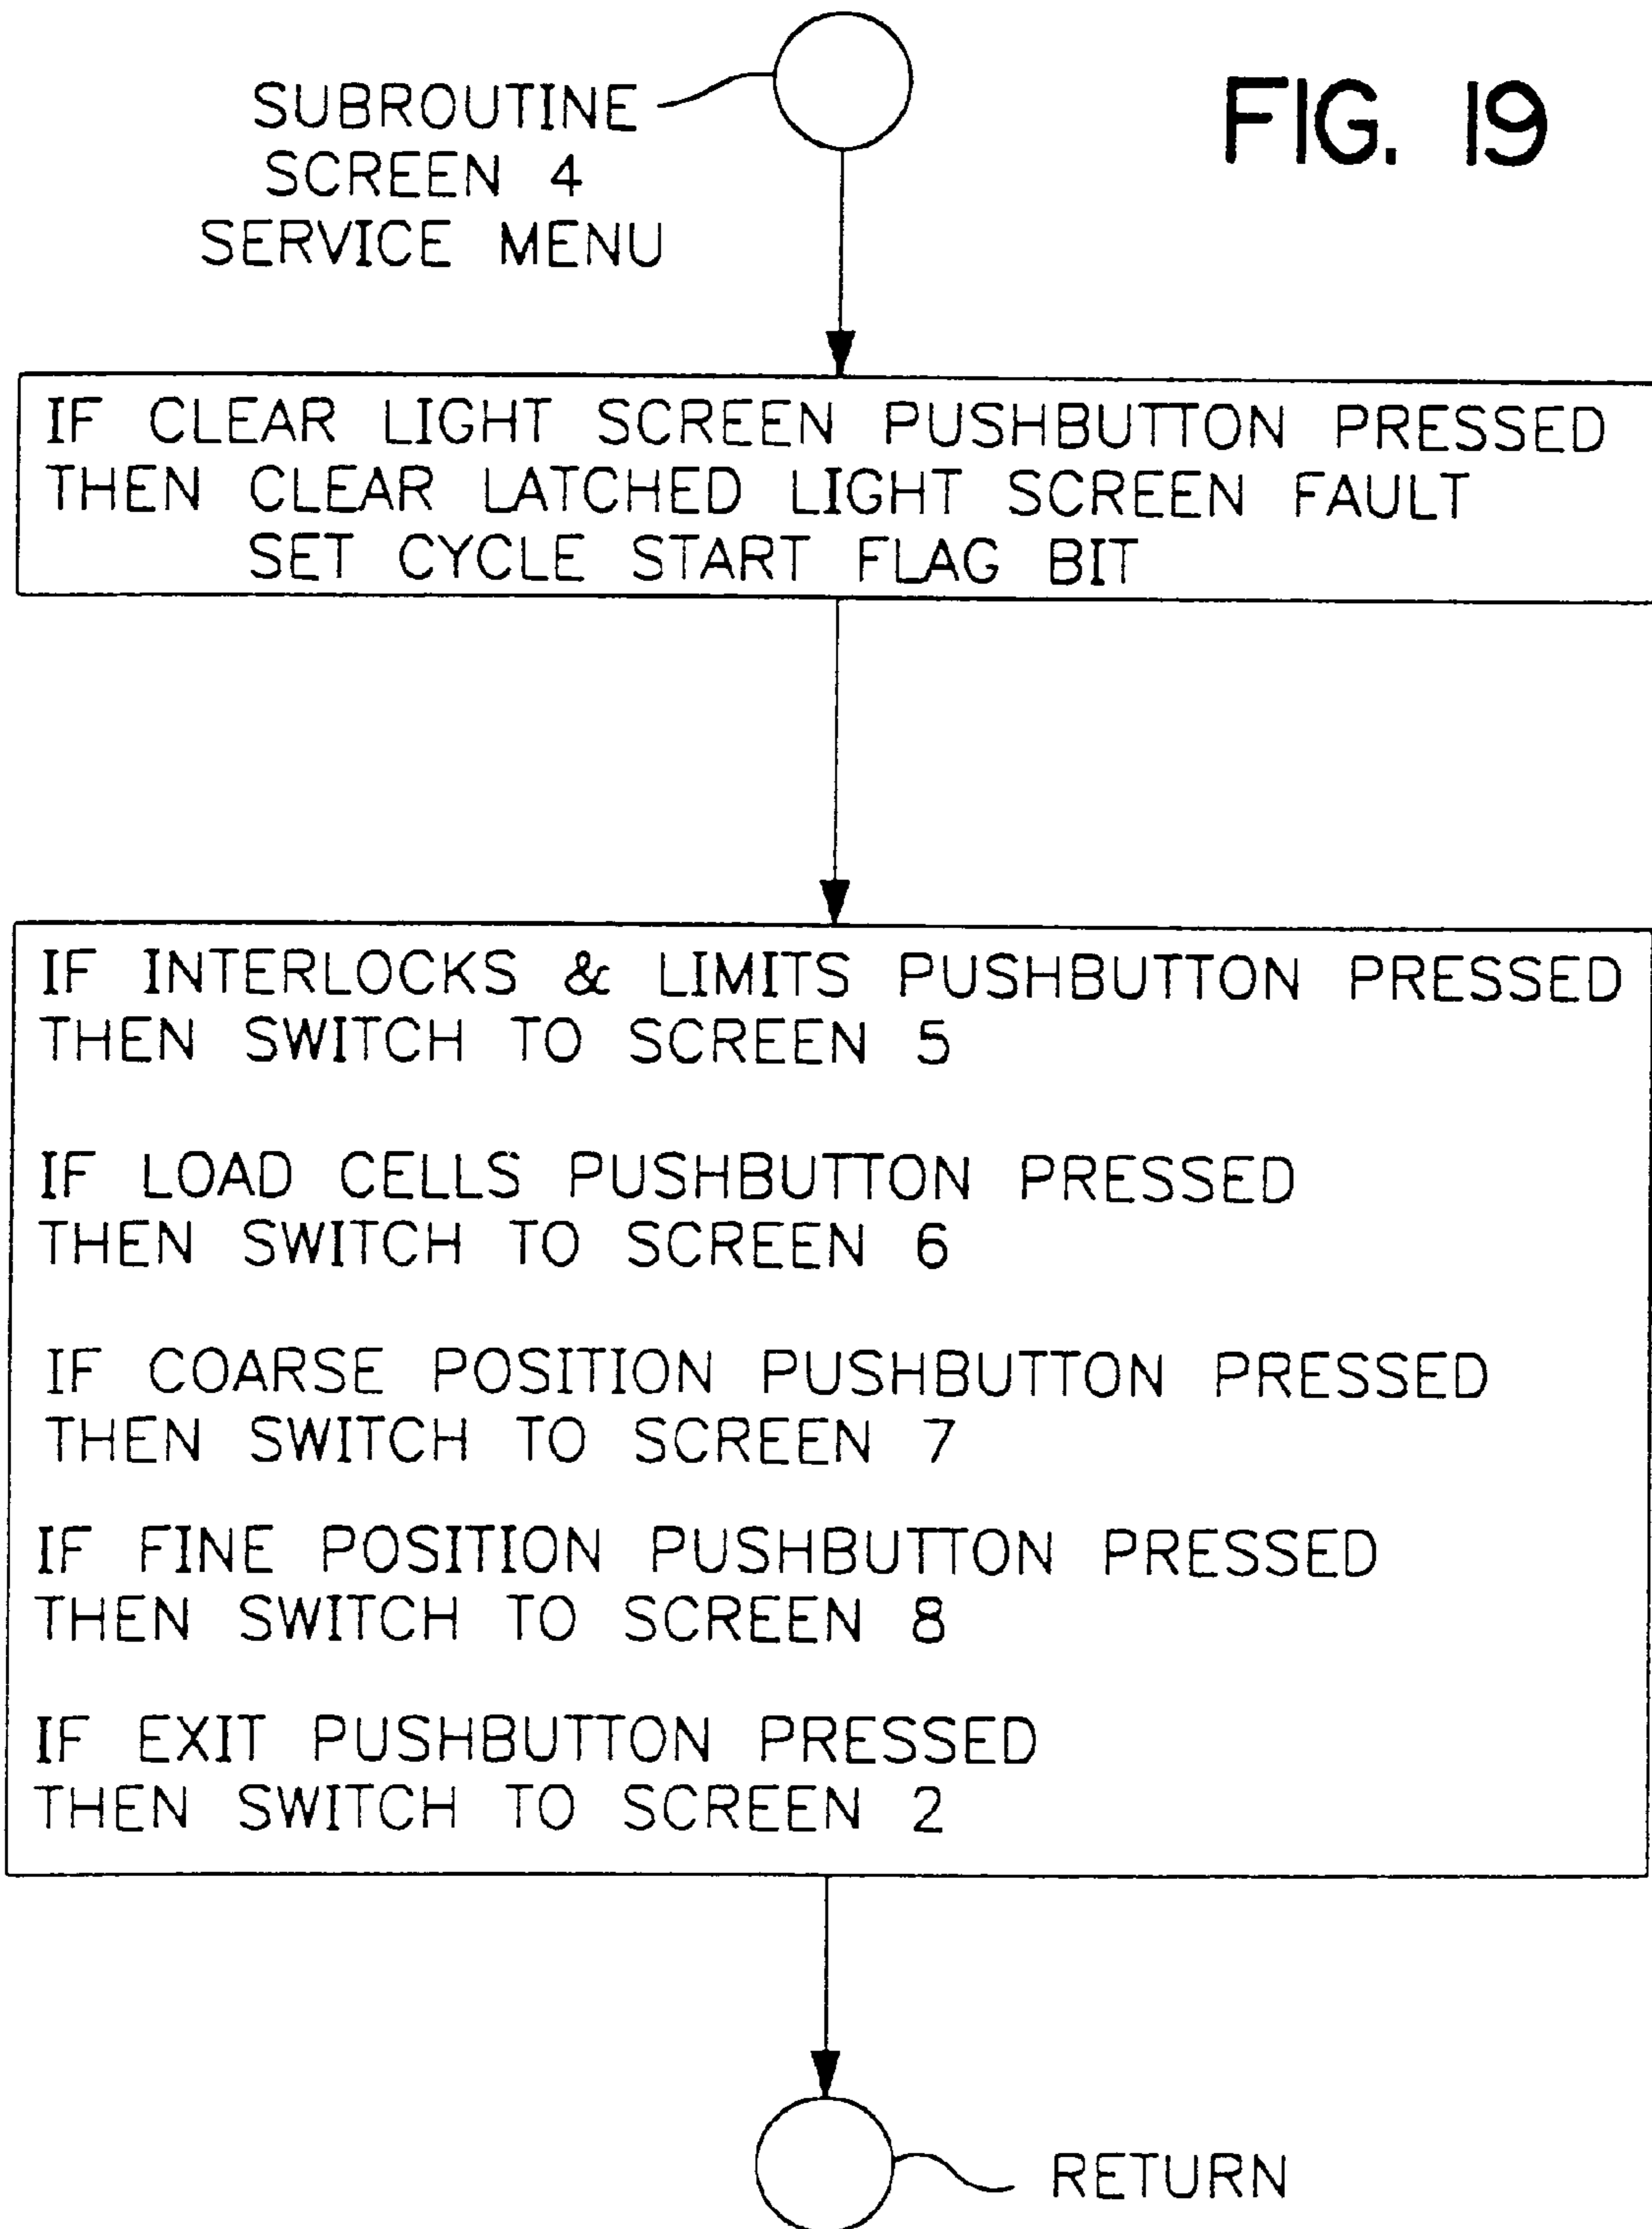 SUBROUTINE
SCREEN 4
SERVICE MENU
FIG. 19
IF CLEAR LIGHT SCREEN PUSHBUTTON PRESSED
THEN CLEAR LATCHED LIGHT SCREEN FAULT
SET CYCLE START FLAG BIT
IF INTERLOCKS & LIMITS PUSHBUTTON PRESSED
THEN SWITCH TO SCREEN 5
IF LOAD CELLS PUSHBUTTON PRESSED
THEN SWITCH TO SCREEN 6
IF COARSE POSITION PUSHBUTTON PRESSED
THEN SWITCH TO SCREEN 7
IF FINE POSITION PUSHBUTTON PRESSED
THEN SWITCH TO SCREEN 8
IF EXIT PUSHBUTTON PRESSED
THEN SWITCH TO SCREEN 2
RETURN